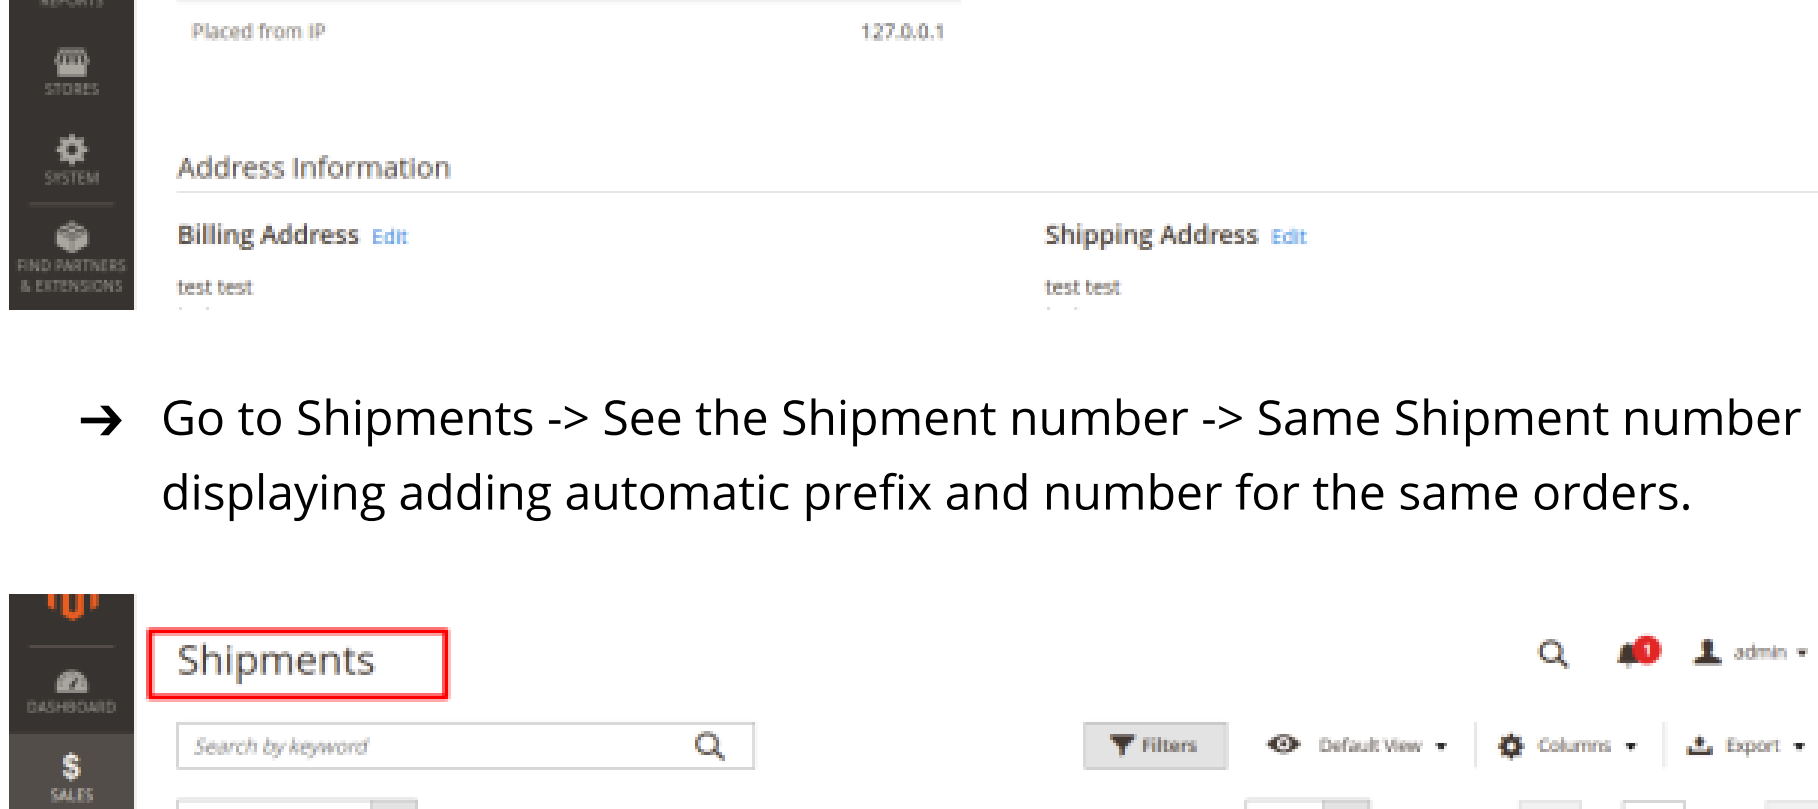 REPORTS
Placed from IP 127.0.0.1
STORES
SYSTEM
Address Information
Billing Address Edit Shipping Address Edit
FIND PARTNERS
& EXTENSIONS
test test test test
➔ Go to Shipments -> See the Shipment number -> Same Shipment number
displaying adding automatic prefix and number for the same orders.
Shipments
1 admin
DASHBOARD
Search by keyword Filters Default View Columns Export
$
SALES